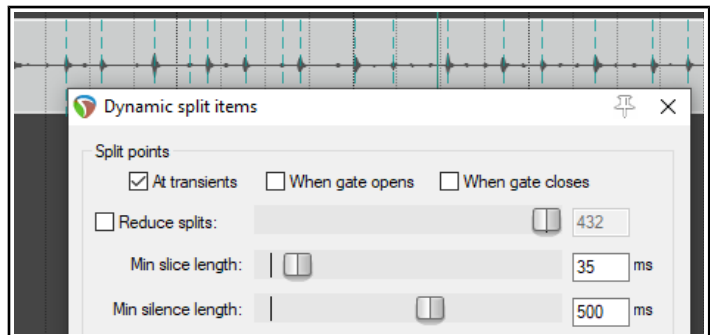 Dynamic split items
Split points
At transients When gate opens When gate closes
Reduce splits: 432
Min slice length: 35 ms
Min silence length: 500 ms